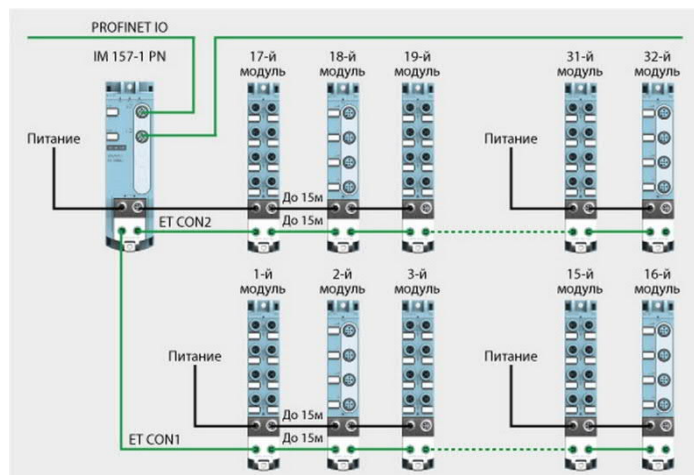 PROFINET IO
IM 157-1 PN
17-й
модуль
18-й
модуль
19-й
модуль
31-й
модуль
32-й
модуль
Питание
Питание
До 15м
До 15м
ET CON2
1-й
модуль
2-й
модуль
3-й
модуль
15-й
модуль
16-й
модуль
Питание
Питание
До 15м
До 15м
ET CON1